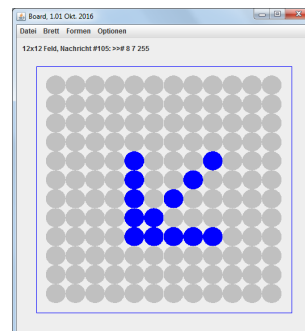 Board, 1.01 Okt. 2016
Datei Brett Formen Optionen
12x12 Feld, Nachricht #105: >># 8 7 255